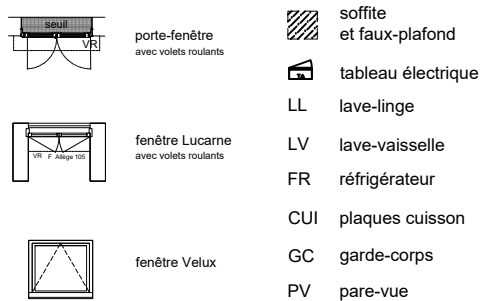 seuil
VR
porte-fenêtre
avec volets roulants
VR F Allège 105
fenêtre Lucarne
avec volets roulants
fenêtre Velux
soffite
et faux-plafond
TA
tableau électrique
LL lave-linge
LV lave-vaisselle
FR réfrigérateur
CUI plaques cuisson
GC garde-corps
PV pare-vue